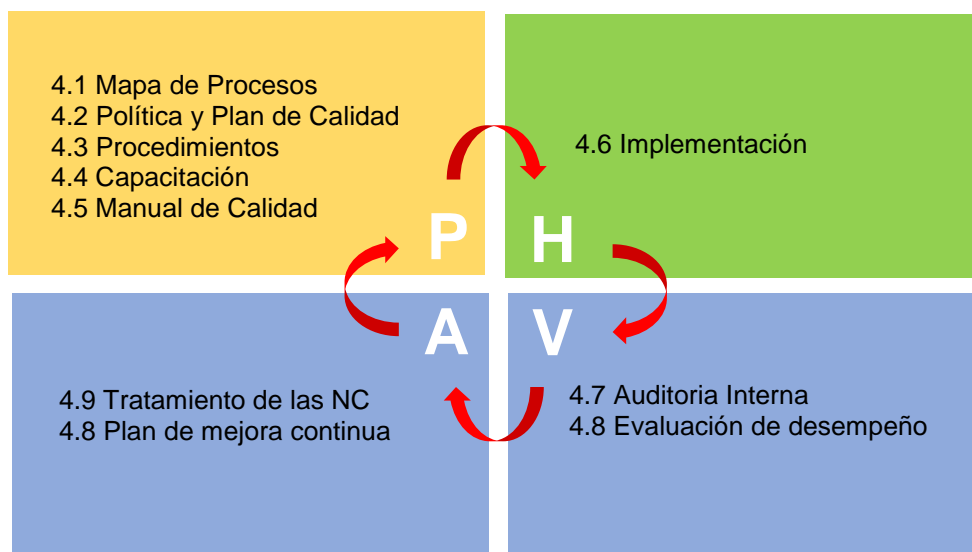 4.1 Mapa de Procesos
4.2 Política y Plan de Calidad
4.3 Procedimientos
4.4 Capacitación
4.5 Manual de Calidad
P
4.6 Implementación
H
A
4.9 Tratamiento de las NC
4.8 Plan de mejora continua
V
4.7 Auditoria Interna
4.8 Evaluación de desempeño